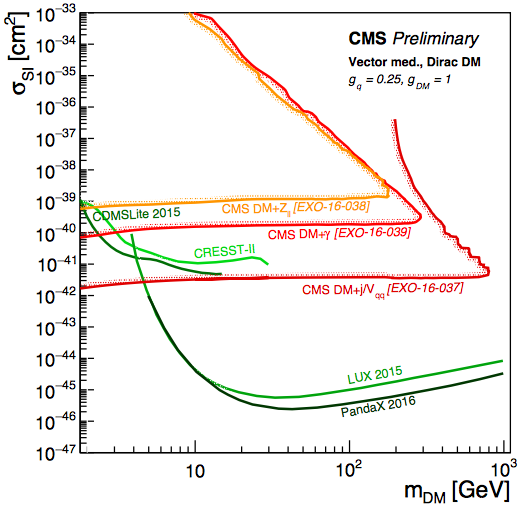 CMS Preliminary
Vector med., Dirac DM
g_q = 0.25, g_DM = 1
σ_SI [cm²]
10⁻³³
10⁻³⁴
10⁻³⁵
10⁻³⁶
10⁻³⁷
10⁻³⁸
10⁻³⁹
10⁻⁴⁰
10⁻⁴¹
10⁻⁴²
10⁻⁴³
10⁻⁴⁴
10⁻⁴⁵
10⁻⁴⁶
10⁻⁴⁷
CMS DM+Z_ll [EXO-16-038]
CDMSLite 2015
CMS DM+γ [EXO-16-039]
CRESST-II
CMS DM+j/V_qq [EXO-16-037]
LUX 2015
PandaX 2016
10
10²
10³
m_DM [GeV]